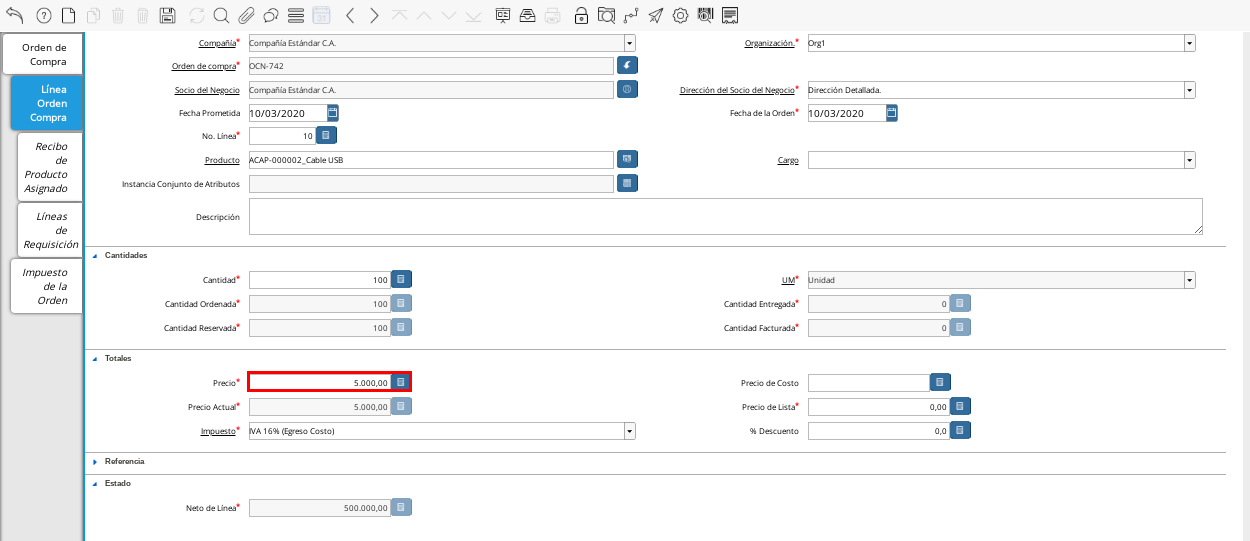 Orden de
Compra
Línea
Orden
Compra
Recibo
de
Producto
Asignado
Líneas
de
Requisición
Impuesto
de la
Orden
Compañía* Compañía Estándar C.A. Organización.* Org1
Orden de compra* OCN-742
Socio del Negocio Compañía Estándar C.A. Dirección del Socio del Negocio* Dirección Detallada.
Fecha Prometida 10/03/2020 Fecha de la Orden* 10/03/2020
No. Línea* 10
Producto ACAP-000002_Cable USB Cargo
Instancia Conjunto de Atributos
Descripción
Cantidades
Cantidad* 100 UM* Unidad
Cantidad Ordenada* 100 Cantidad Entregada* 0
Cantidad Reservada* 100 Cantidad Facturada* 0
Totales
Precio* 5.000,00 Precio de Costo
Precio Actual* 5.000,00 Precio de Lista* 0,00
Impuesto* IVA 16% (Egreso Costo) % Descuento 0,0
Referencia
Estado
Neto de Línea* 500.000,00